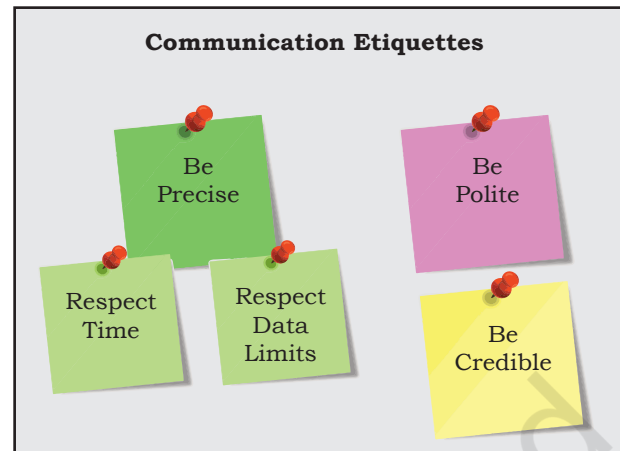 Communication Etiquettes
Be
Precise
Respect
Time
Respect
Data
Limits
Be
Polite
Be
Credible